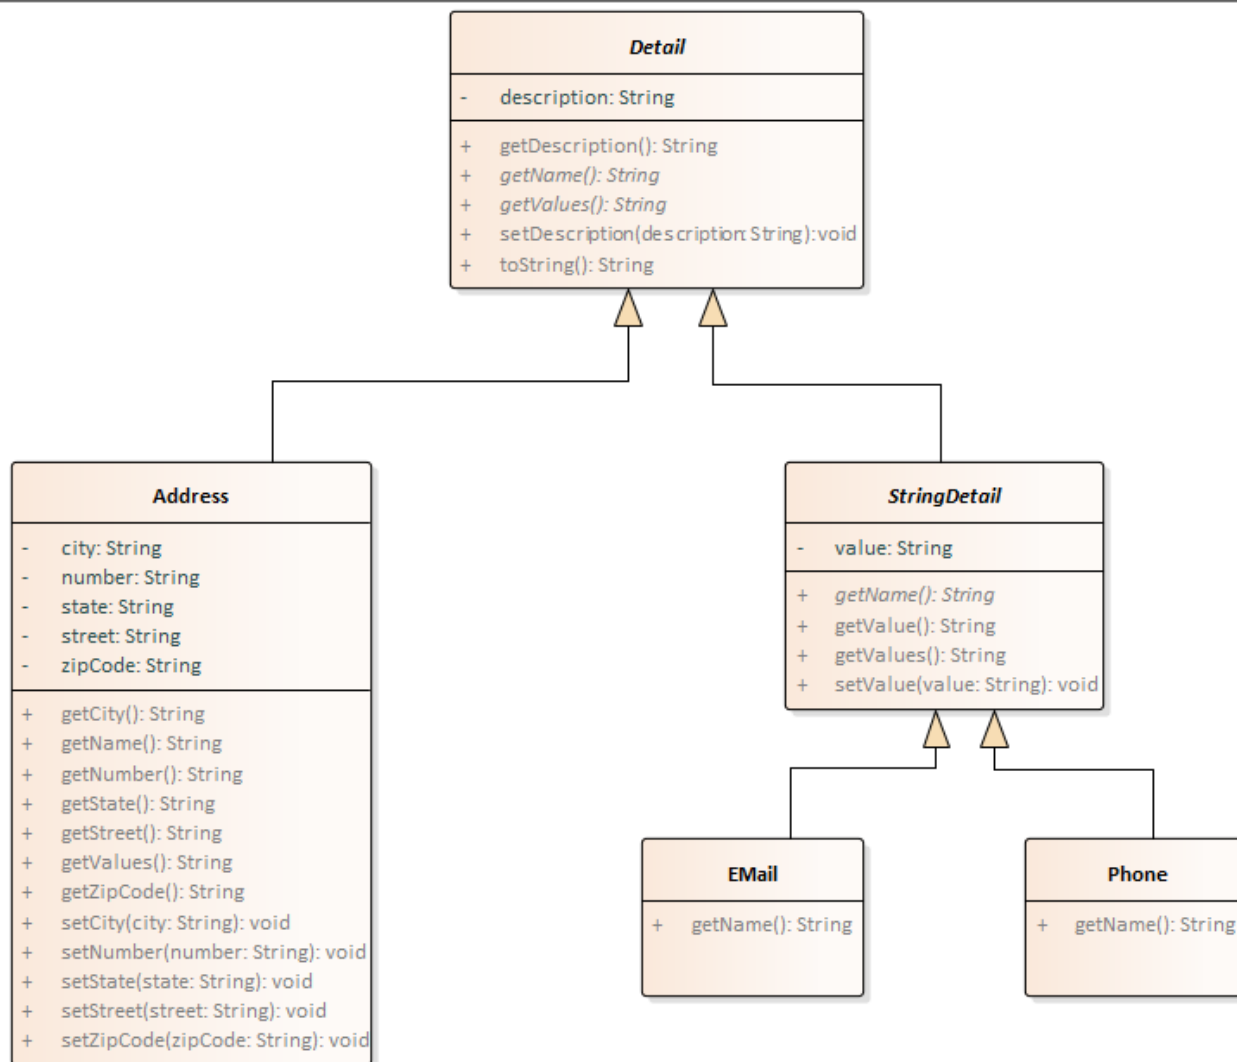 Detail
- description: String
+ getDescription(): String
+ getName(): String
+ getValues(): String
+ setDescription(description: String): void
+ toString(): String
Address
- city: String
- number: String
- state: String
- street: String
- zipCode: String
+ getCity(): String
+ getName(): String
+ getNumber(): String
+ getState(): String
+ getStreet(): String
+ getValues(): String
+ getZipCode(): String
+ setCity(city: String): void
+ setNumber(number: String): void
+ setState(state: String): void
+ setStreet(street: String): void
+ setZipCode(zipCode: String): void
StringDetail
- value: String
+ getName(): String
+ getValue(): String
+ getValues(): String
+ setValue(value: String): void
EMail
+ getName(): String
Phone
+ getName(): String